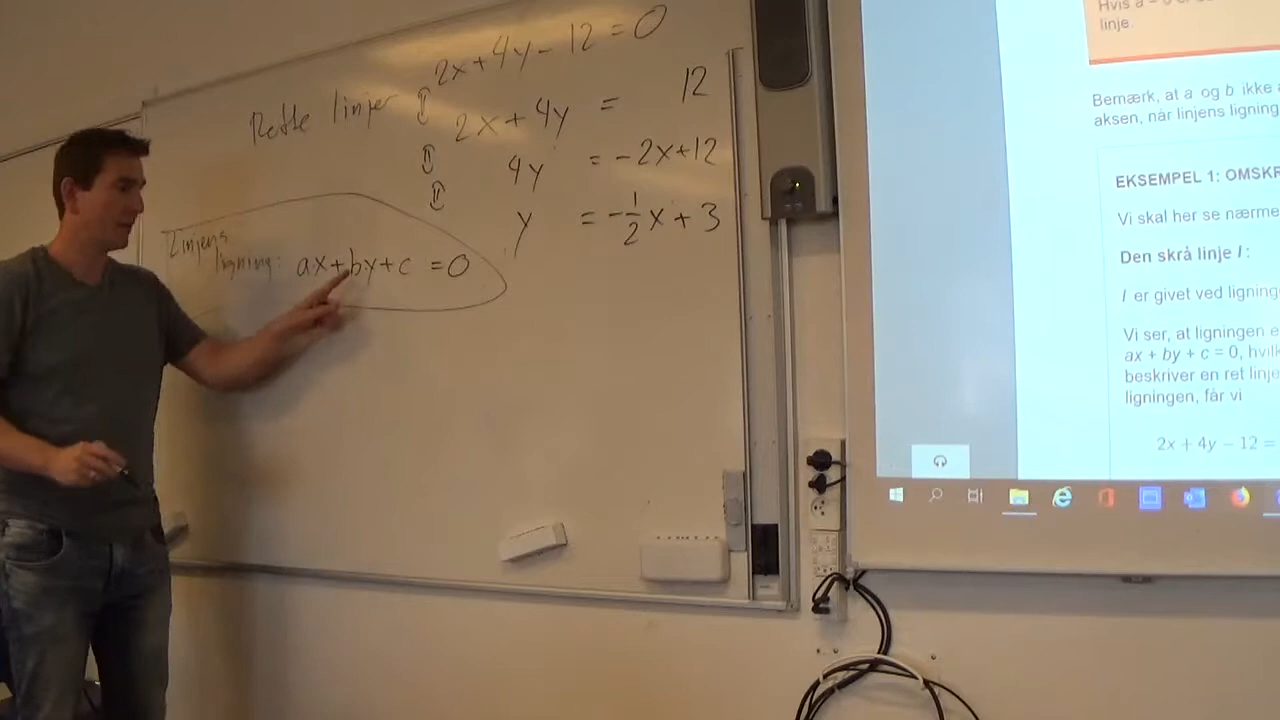 2x+4y-12=0
Rette linjer
2x+4y = 12
4y = -2x+12
y = -1/2x+3
Linjens
ligning: ax+by+c=0
linje.
Bemærk, at a og b ikke
aksen, når linjens ligning
EKSEMPEL 1: OMSKR
Vi skal her se nærme
Den skrå linje l:
l er givet ved ligning
Vi ser, at ligningen e
ax + by + c = 0, hvilk
beskriver en ret linje
ligningen, får vi
2x + 4y − 12 =